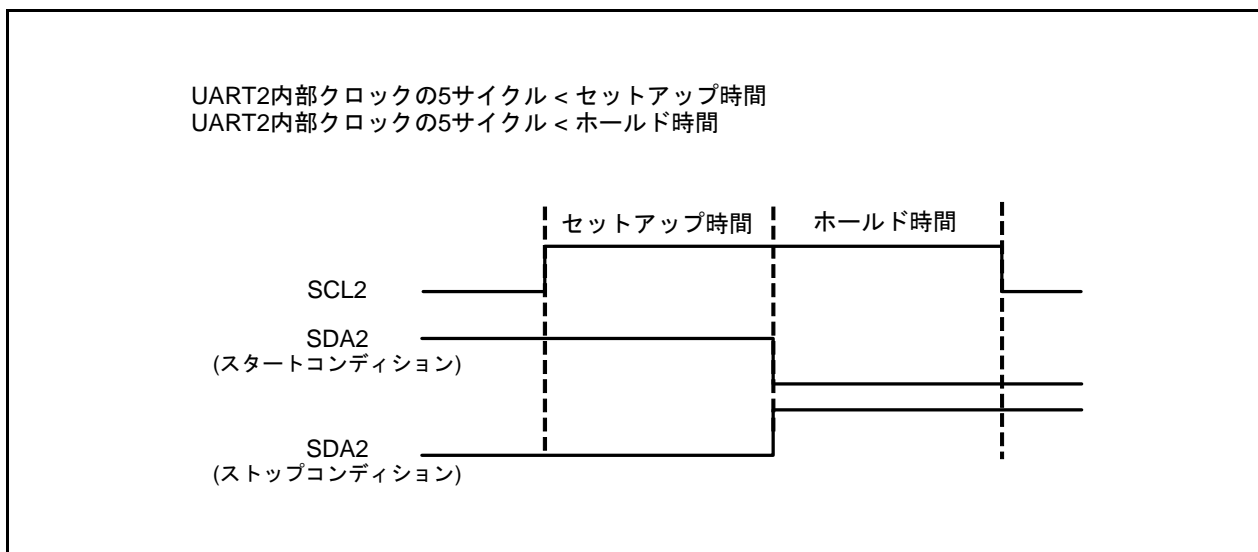 UART2内部クロックの5サイクル < セットアップ時間
UART2内部クロックの5サイクル < ホールド時間
セットアップ時間
ホールド時間
SCL2
SDA2
(スタートコンディション)
SDA2
(ストップコンディション)